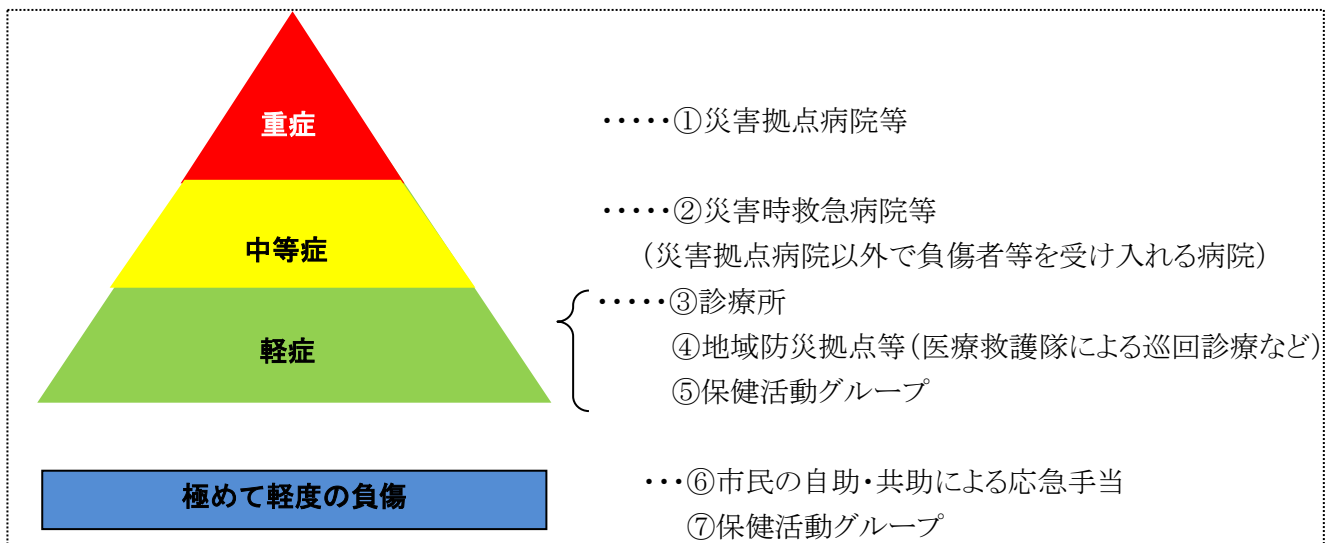 重症
・・・・・①災害拠点病院等
中等症
・・・・・②災害時救急病院等
(災害拠点病院以外で負傷者等を受け入れる病院)
軽症
・・・・・③診療所
④地域防災拠点等(医療救護隊による巡回診療など)
⑤保健活動グループ
極めて軽度の負傷
・・・⑥市民の自助・共助による応急手当
⑦保健活動グループ